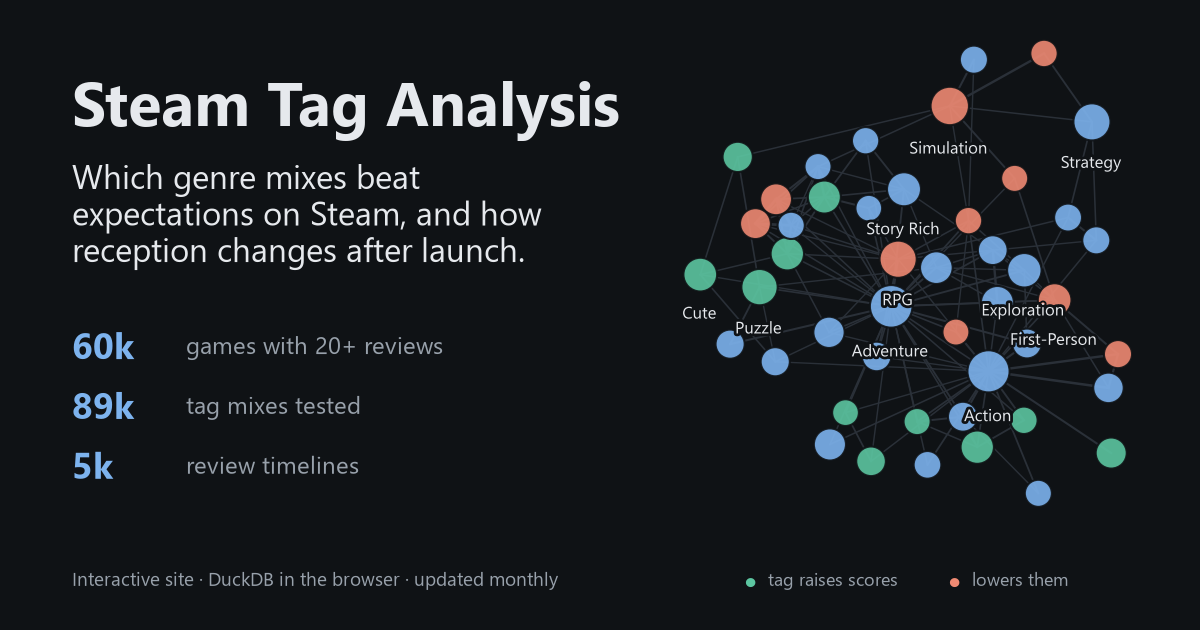 Steam Tag Analysis
Which genre mixes beat
expectations on Steam, and how
reception changes after launch.
60k games with 20+ reviews
89k tag mixes tested
5k review timelines
Interactive site · DuckDB in the browser · updated monthly
Simulation
Strategy
Story Rich
RPG
Exploration
Cute
Puzzle
First-Person
Adventure
Action
tag raises scores
lowers them